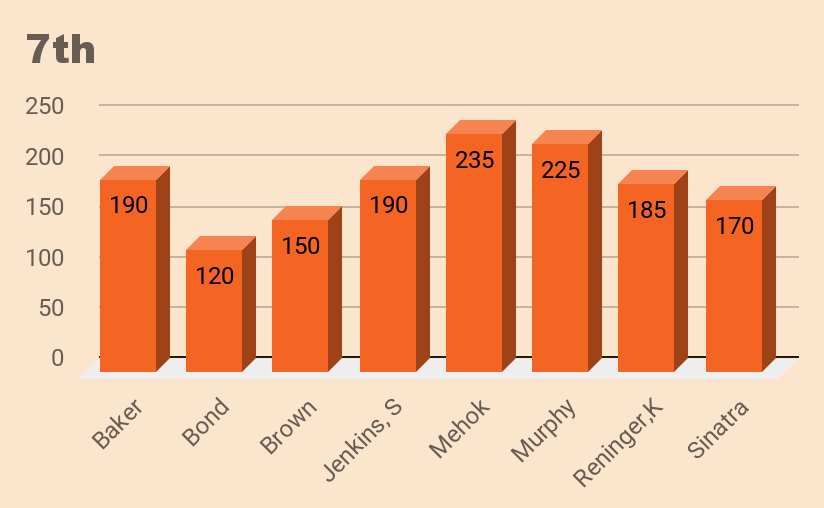 7th
250
200
150
100
50
0
190
120
150
190
235
225
185
170
Baker
Bond
Brown
Jenkins, S
Mehok
Murphy
Reninger,K
Sinatra